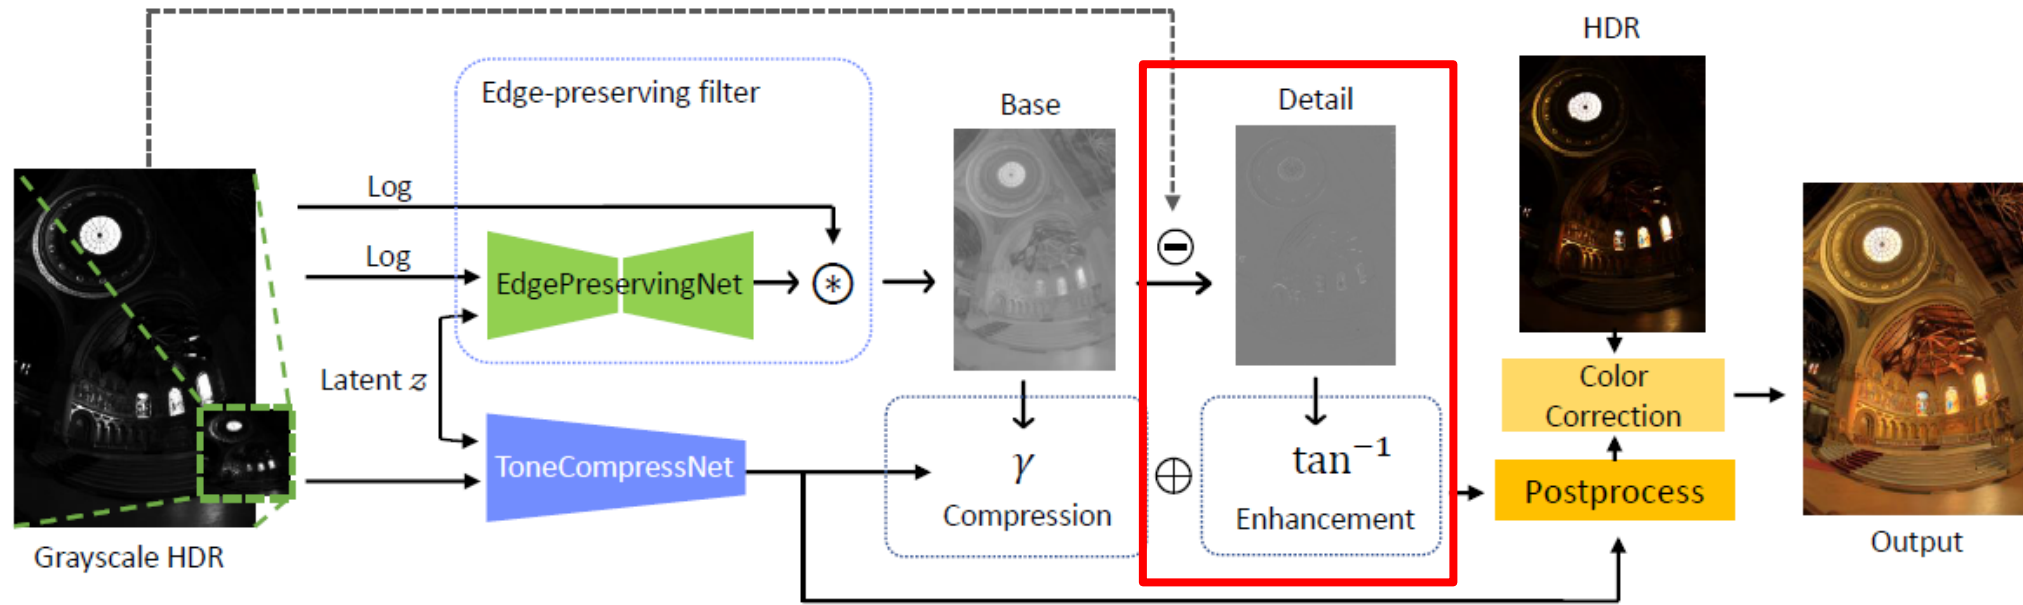 HDR
Edge-preserving filter
Base
Detail
Log
Log
EdgePreservingNet
Latent z
ToneCompressNet
γ
Compression
tan⁻¹
Enhancement
Color
Correction
Postprocess
Grayscale HDR
Output